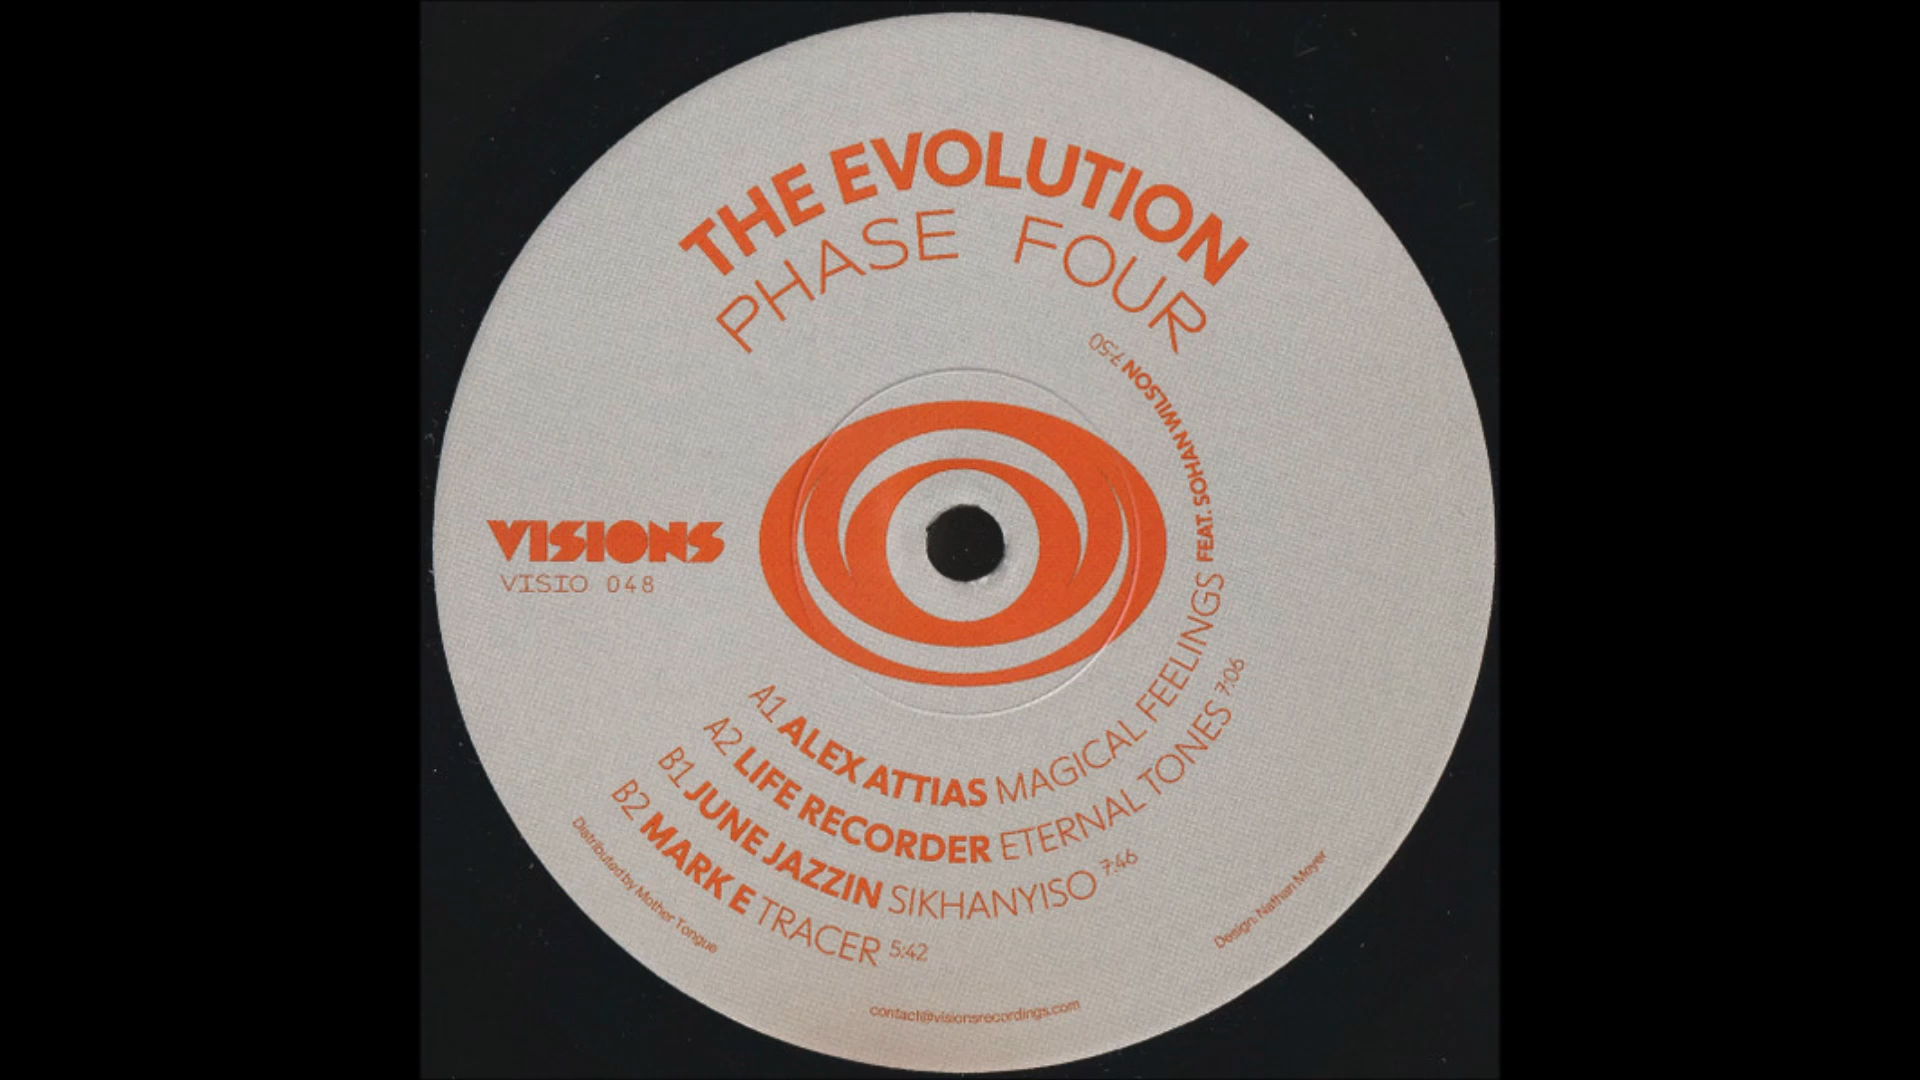 THE EVOLUTION
PHASE FOUR
VISIONS
VISIO 048
A1 ALEX ATTIAS MAGICAL FEELINGS FEAT. SOHAN WILSON 7:50
A2 LIFE RECORDER ETERNAL TONES 7:06
B1 JUNE JAZZIN SIKHANYISO 7:46
B2 MARK E TRACER 5:42
Distributed by Mother Tongue
Design: Nathan Meyer
contact@visionsrecordings.com